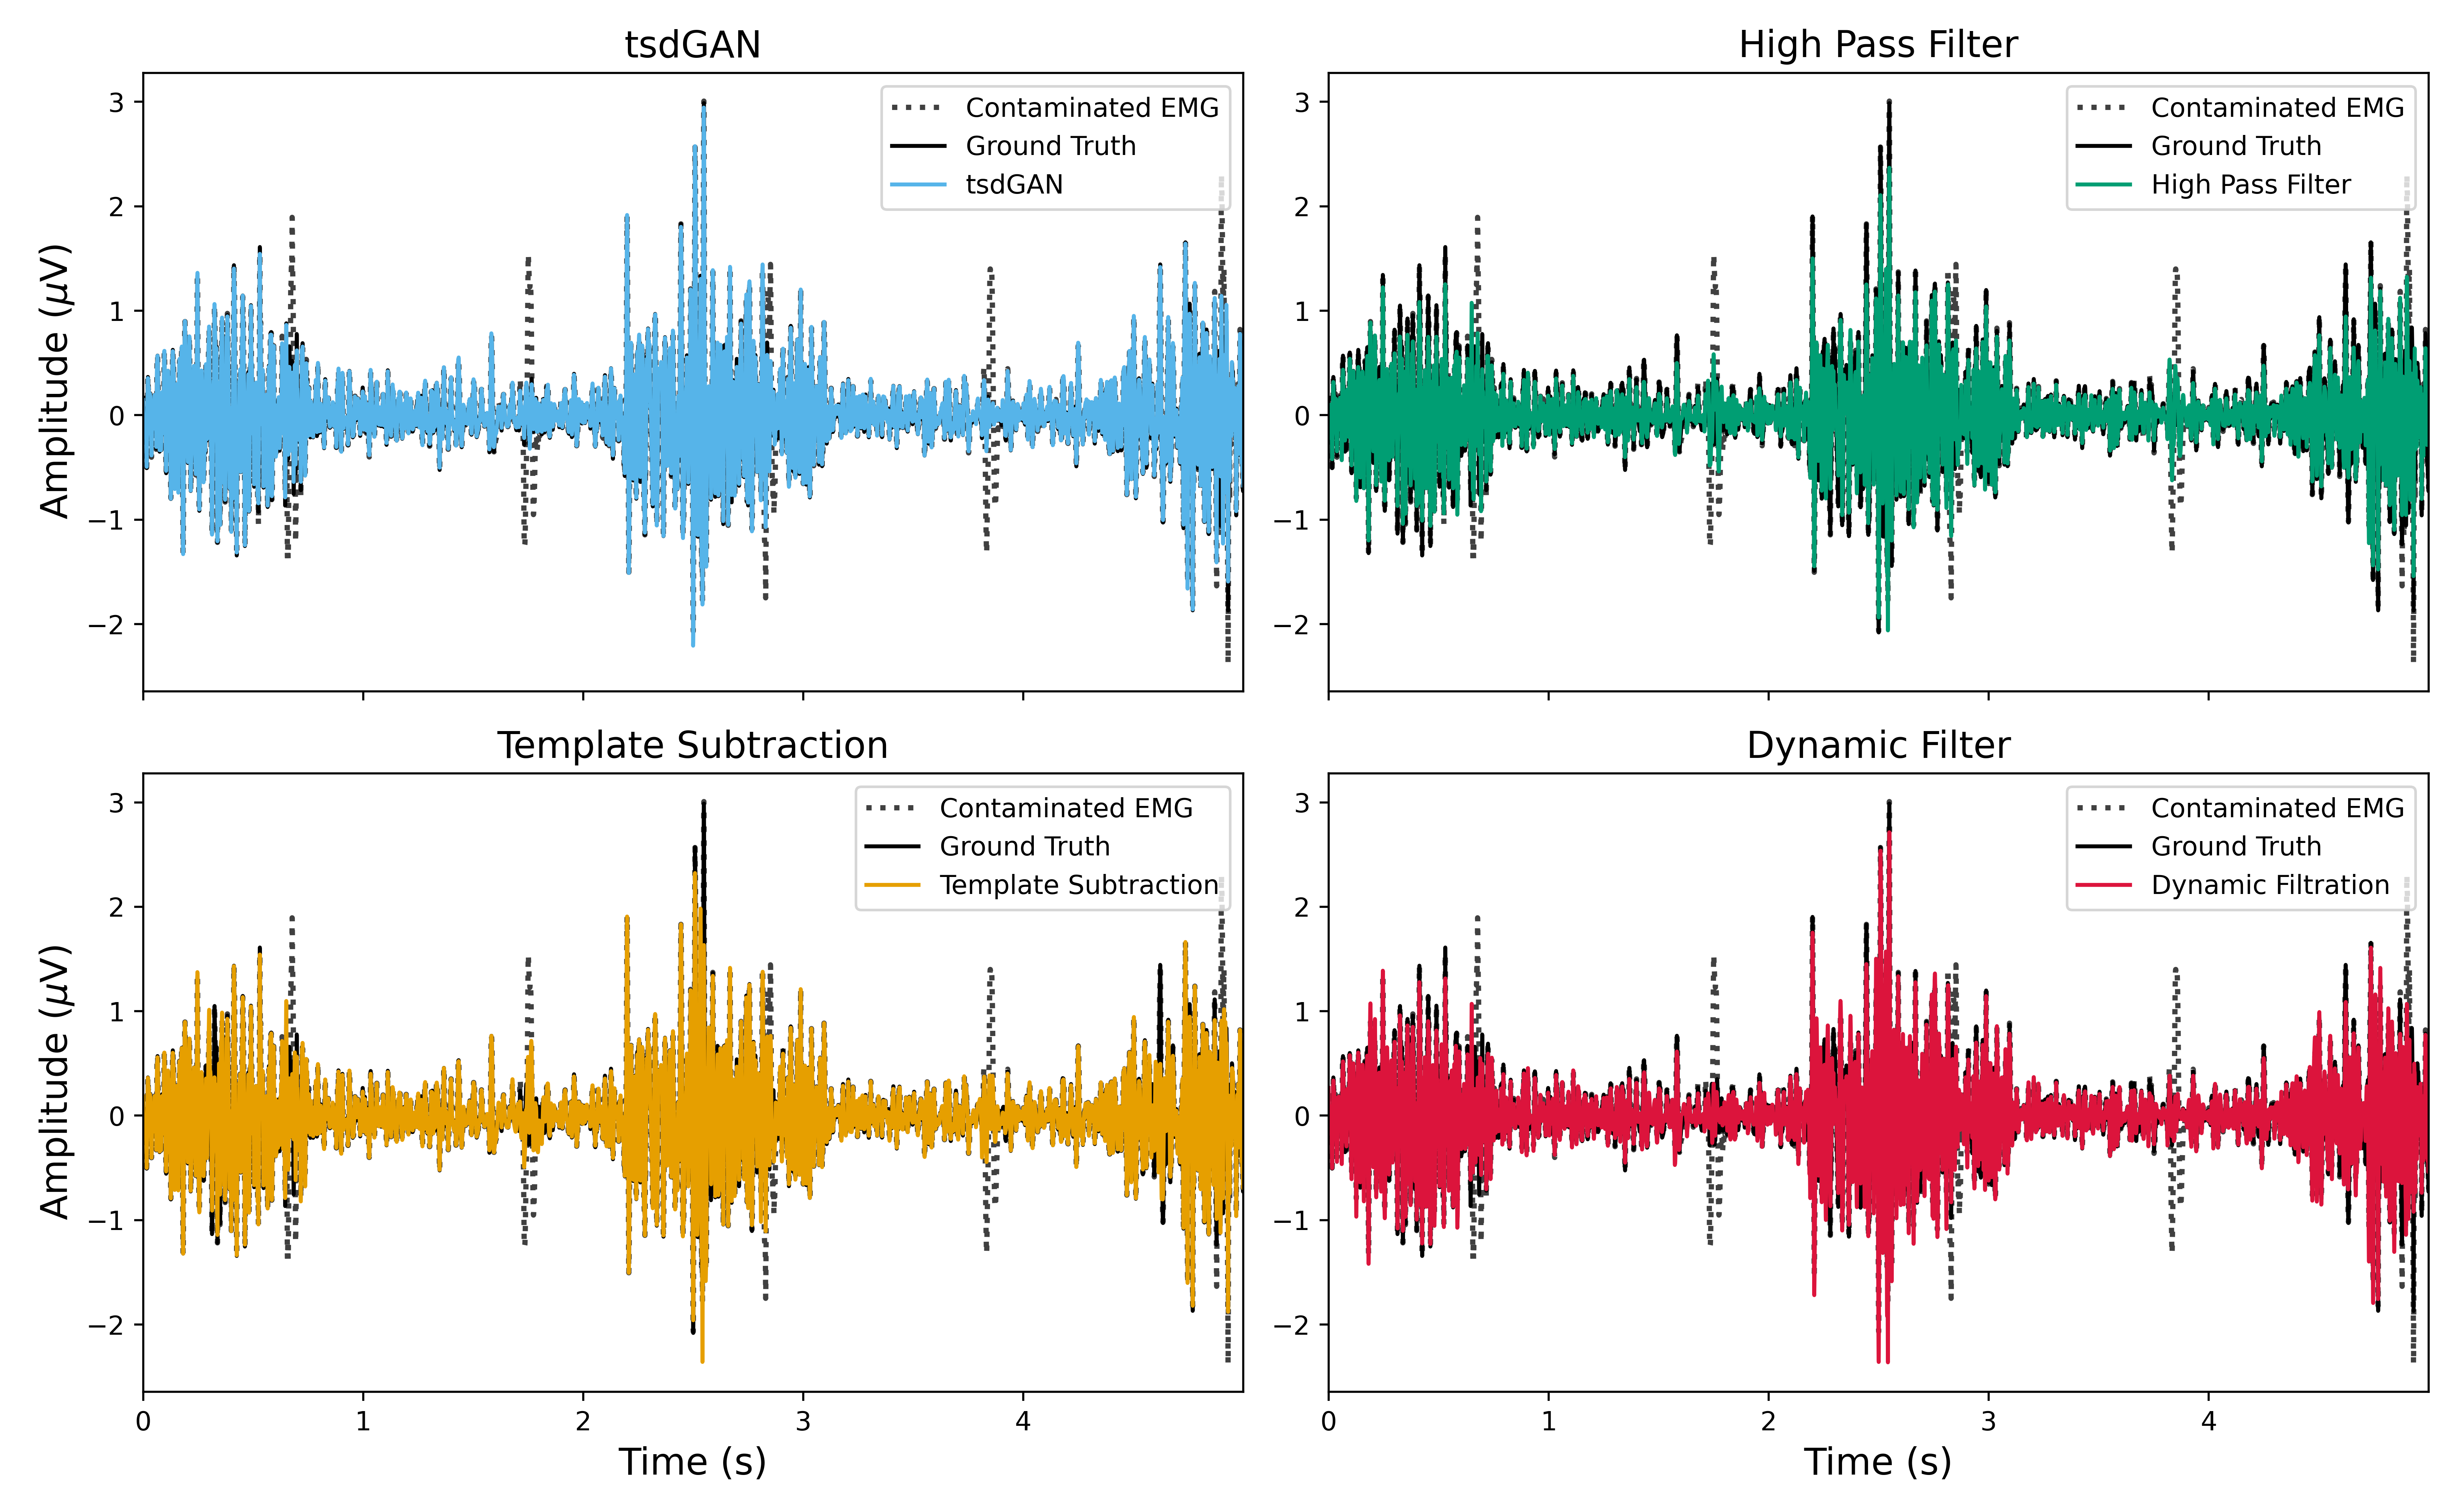 tsdGAN
3
2
1
0
−1
−2
Amplitude (μV)
Contaminated EMG
Ground Truth
tsdGAN
High Pass Filter
3
2
1
0
−1
−2
Contaminated EMG
Ground Truth
High Pass Filter
Template Subtraction
3
2
1
0
−1
−2
Amplitude (μV)
Contaminated EMG
Ground Truth
Template Subtraction
0 1 2 3 4
Time (s)
Dynamic Filter
3
2
1
0
−1
−2
Contaminated EMG
Ground Truth
Dynamic Filtration
0 1 2 3 4
Time (s)